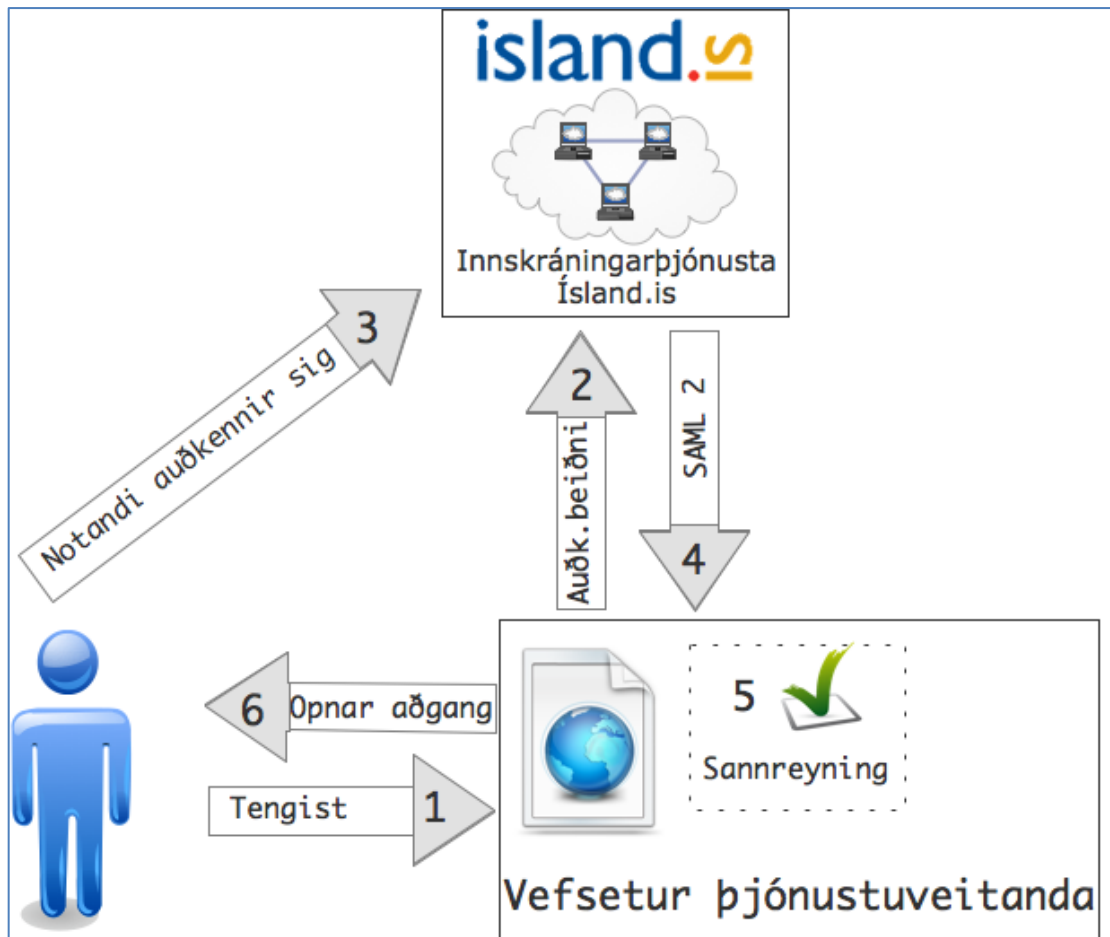 ísland.is
Innskráningarþjónusta
Ísland.is
3
Notandi auðkennir sig
2
Auðk.beiðni
SAML 2
4
6
Opnar aðgang
1
Tengist
5
Sannreyning
Vefsetur þjónustuveitanda